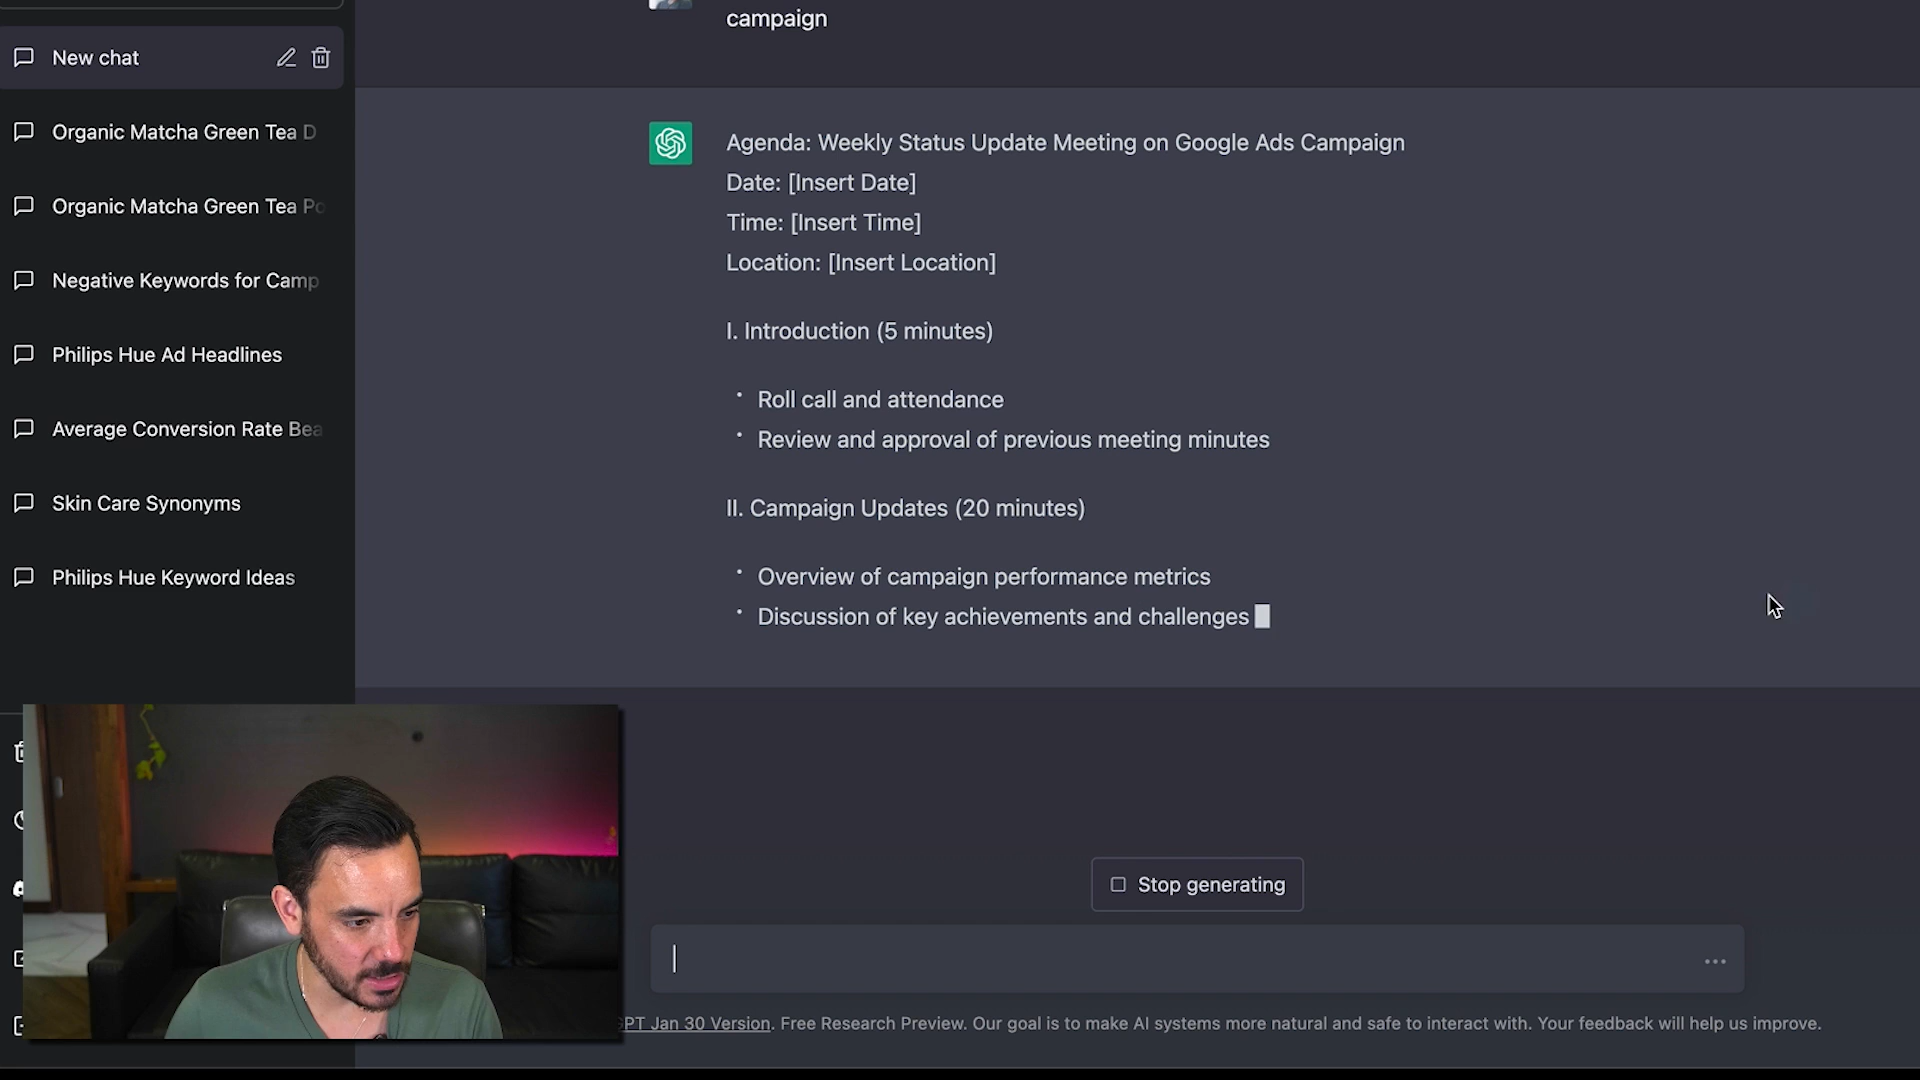 campaign
New chat
Organic Matcha Green Tea D
Organic Matcha Green Tea Po
Negative Keywords for Camp
Philips Hue Ad Headlines
Average Conversion Rate Bea
Skin Care Synonyms
Philips Hue Keyword Ideas
Agenda: Weekly Status Update Meeting on Google Ads Campaign
Date: [Insert Date]
Time: [Insert Time]
Location: [Insert Location]
I. Introduction (5 minutes)
Roll call and attendance
Review and approval of previous meeting minutes
II. Campaign Updates (20 minutes)
Overview of campaign performance metrics
Discussion of key achievements and challenges
Stop generating
GPT Jan 30 Version. Free Research Preview. Our goal is to make AI systems more natural and safe to interact with. Your feedback will help us improve.